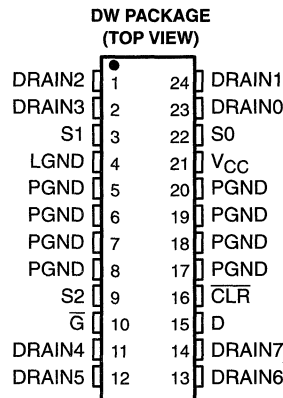 DW PACKAGE
(TOP VIEW)
DRAIN2 1 24 DRAIN1
DRAIN3 2 23 DRAIN0
S1 3 22 S0
LGND 4 21 VCC
PGND 5 20 PGND
PGND 6 19 PGND
PGND 7 18 PGND
PGND 8 17 PGND
S2 9 16 C̅L̅R̅
G̅ 10 15 D
DRAIN4 11 14 DRAIN7
DRAIN5 12 13 DRAIN6